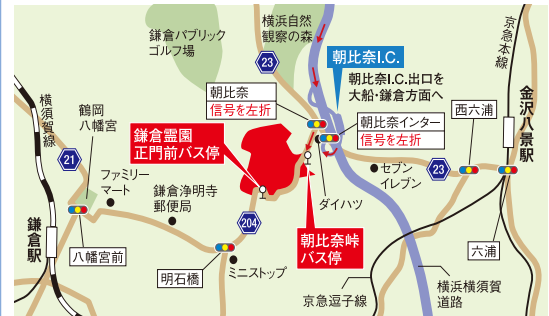 鎌倉パブリック
ゴルフ場
横浜自然
観察の森
京急本線
23
朝比奈I.C.
朝比奈I.C.出口を
大船・鎌倉方面へ
金沢八景駅
横須賀線
鶴岡
八幡宮
朝比奈
信号を左折
朝比奈インター
信号を左折
西六浦
鎌倉霊園
正門前バス停
21
ファミリー
マート
鎌倉浄明寺
郵便局
セブン
イレブン
23
ダイハツ
鎌倉駅
204
朝比奈峠
バス停
八幡宮前
明石橋
ミニストップ
六浦
京急逗子線
横浜横須賀
道路